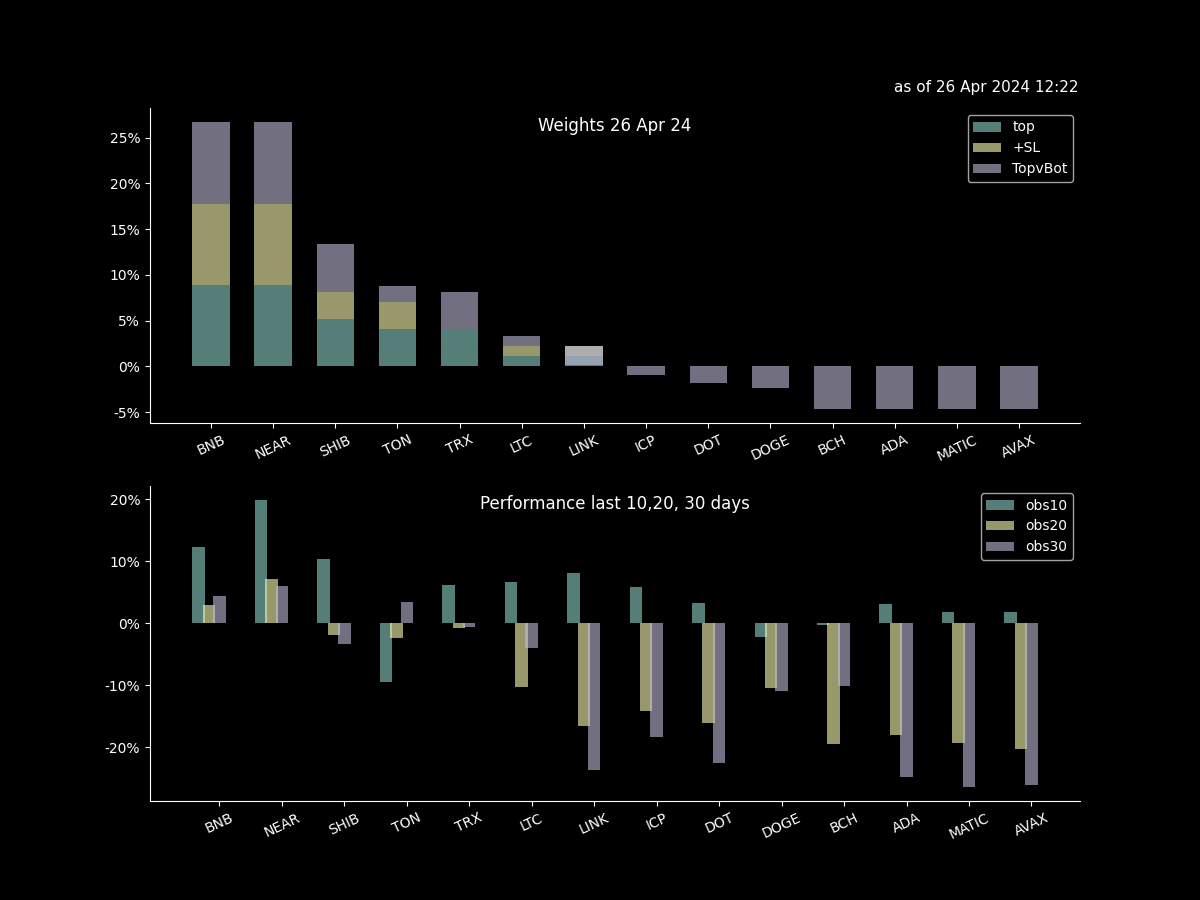 as of 26 Apr 2024 12:22
Weights 26 Apr 24
top
+SL
TopvBot
25%
20%
15%
10%
5%
0%
-5%
BNB NEAR SHIB TON TRX LTC LINK ICP DOT DOGE BCH ADA MATIC AVAX
Performance last 10,20, 30 days
obs10
obs20
obs30
20%
10%
0%
-10%
-20%
BNB NEAR SHIB TON TRX LTC LINK ICP DOT DOGE BCH ADA MATIC AVAX